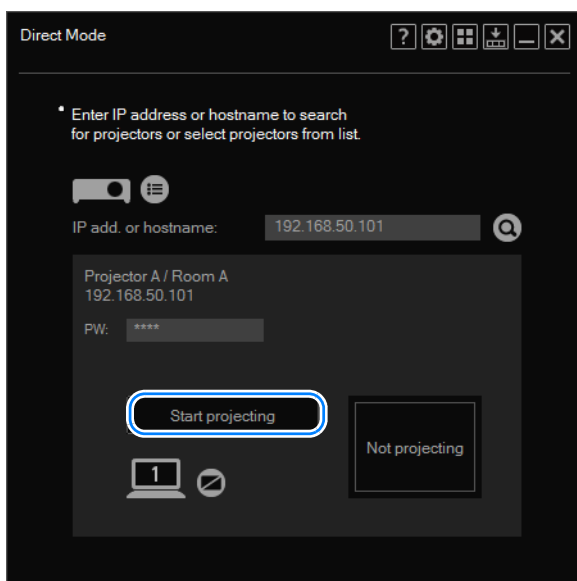 Direct Mode
?
Enter IP address or hostname to search
for projectors or select projectors from list.
IP add. or hostname: 192.168.50.101
Projector A / Room A
192.168.50.101
PW: ****
Start projecting
Not projecting
1